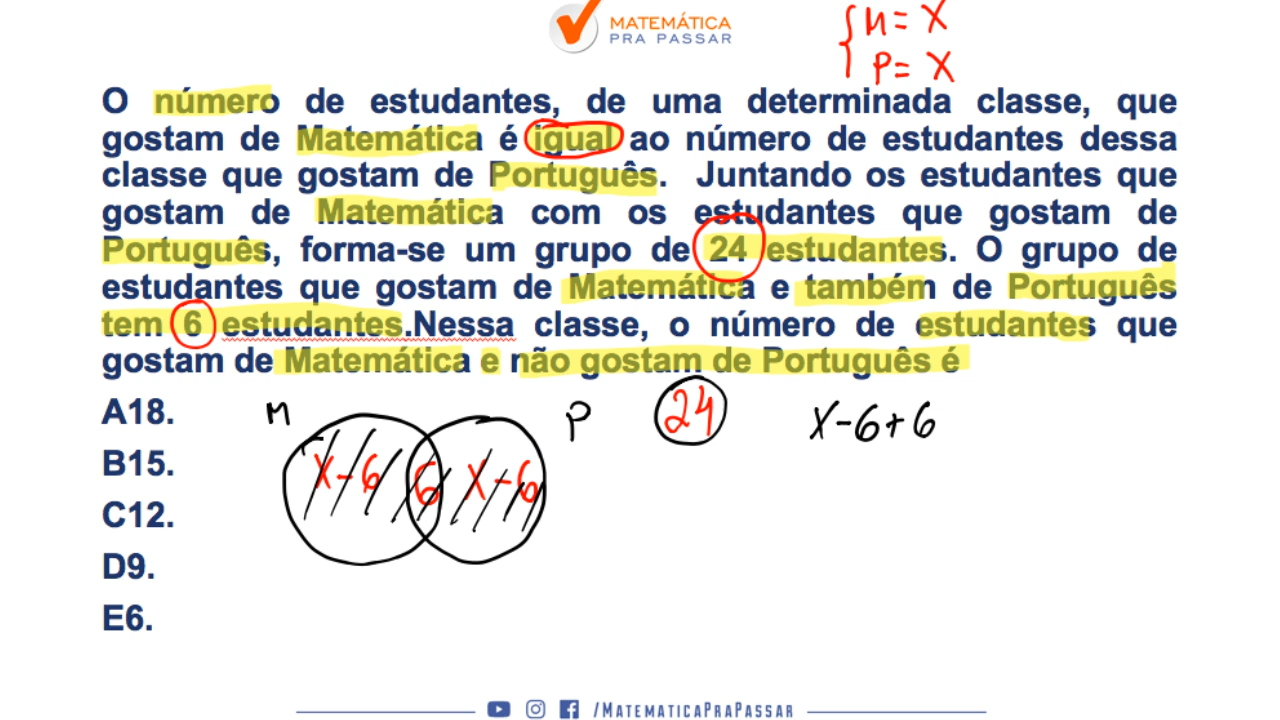 MATEMÁTICA
PRA PASSAR
M = X
P = X
O número de estudantes, de uma determinada classe, que
gostam de Matemática é igual ao número de estudantes dessa
classe que gostam de Português. Juntando os estudantes que
gostam de Matemática com os estudantes que gostam de
Português, forma-se um grupo de 24 estudantes. O grupo de
estudantes que gostam de Matemática e também de Português
tem 6 estudantes.Nessa classe, o número de estudantes que
gostam de Matemática e não gostam de Português é
A18.
B15.
C12.
D9.
E6.
M P 24 X-6+6
X-6 6 X-6
/MATEMATICAPRAPASSAR